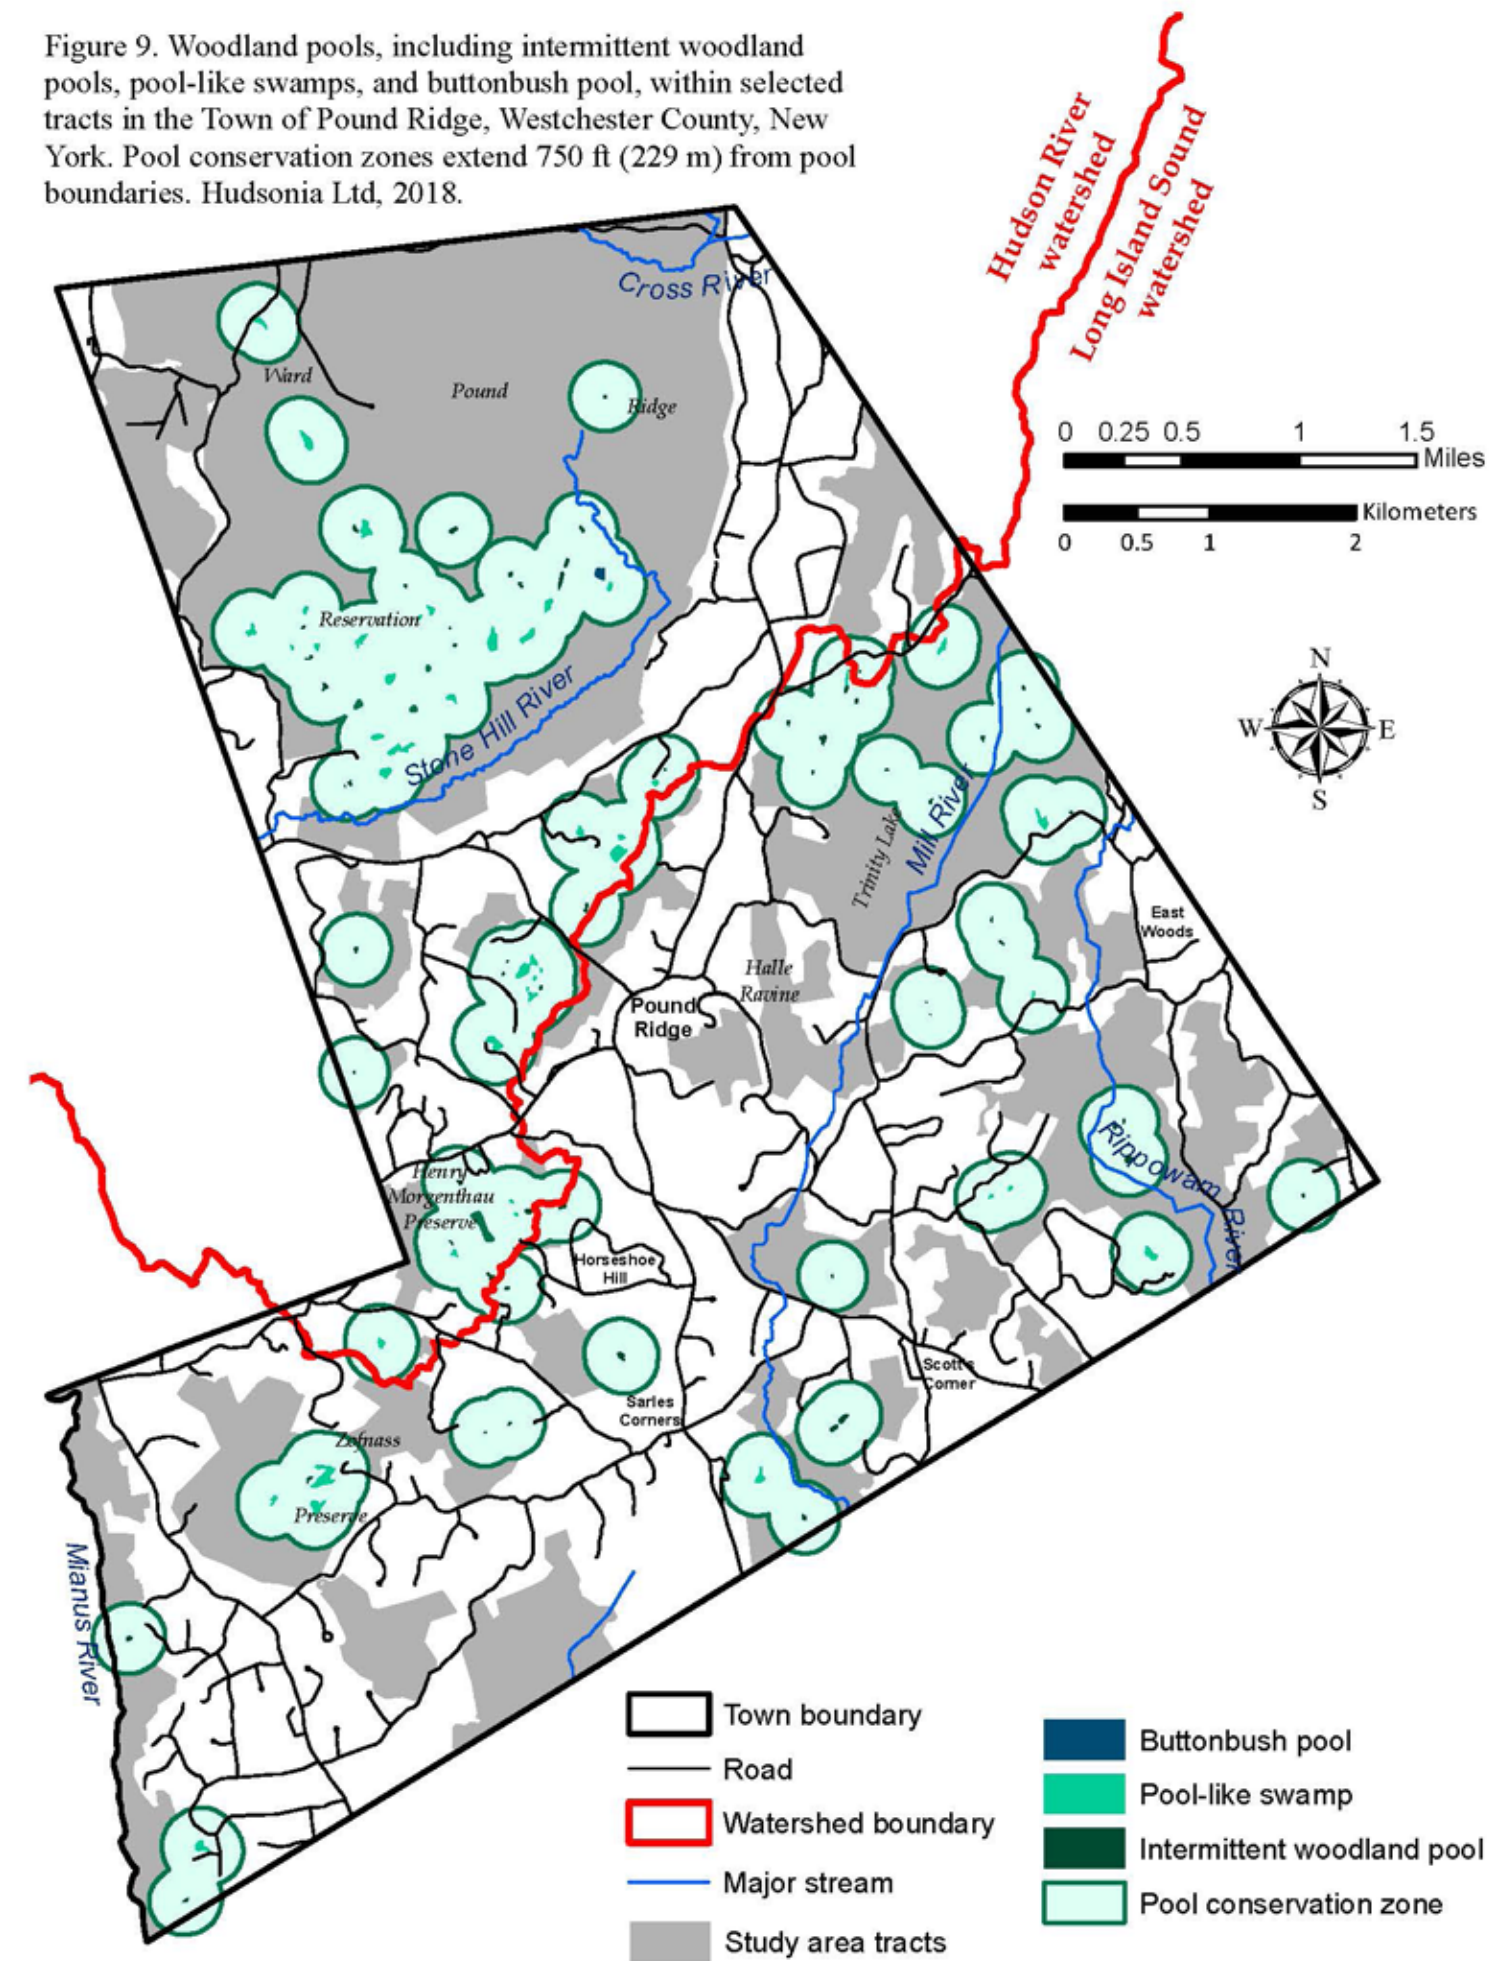 Figure 9. Woodland pools, including intermittent woodland
pools, pool-like swamps, and buttonbush pool, within selected
tracts in the Town of Pound Ridge, Westchester County, New
York. Pool conservation zones extend 750 ft (229 m) from pool
boundaries. Hudsonia Ltd, 2018.
Hudson River
watershed
Long Island Sound
watershed
Cross River
Ward
Pound
Ridge
0 0.25 0.5 1 1.5
Miles
Kilometers
0 0.5 1 2
Reservation
Stone Hill River
N
W E
S
Trinity Lake
Mill River
East
Woods
Halle
Ravine
Pound
Ridge
Henry
Morgenthau
Preserve
Rippowam River
Horseshoe
Hill
Scotts
Corner
Sarles
Corners
Zofnass
Preserve
Mianus River
Town boundary
Road
Watershed boundary
Major stream
Study area tracts
Buttonbush pool
Pool-like swamp
Intermittent woodland pool
Pool conservation zone